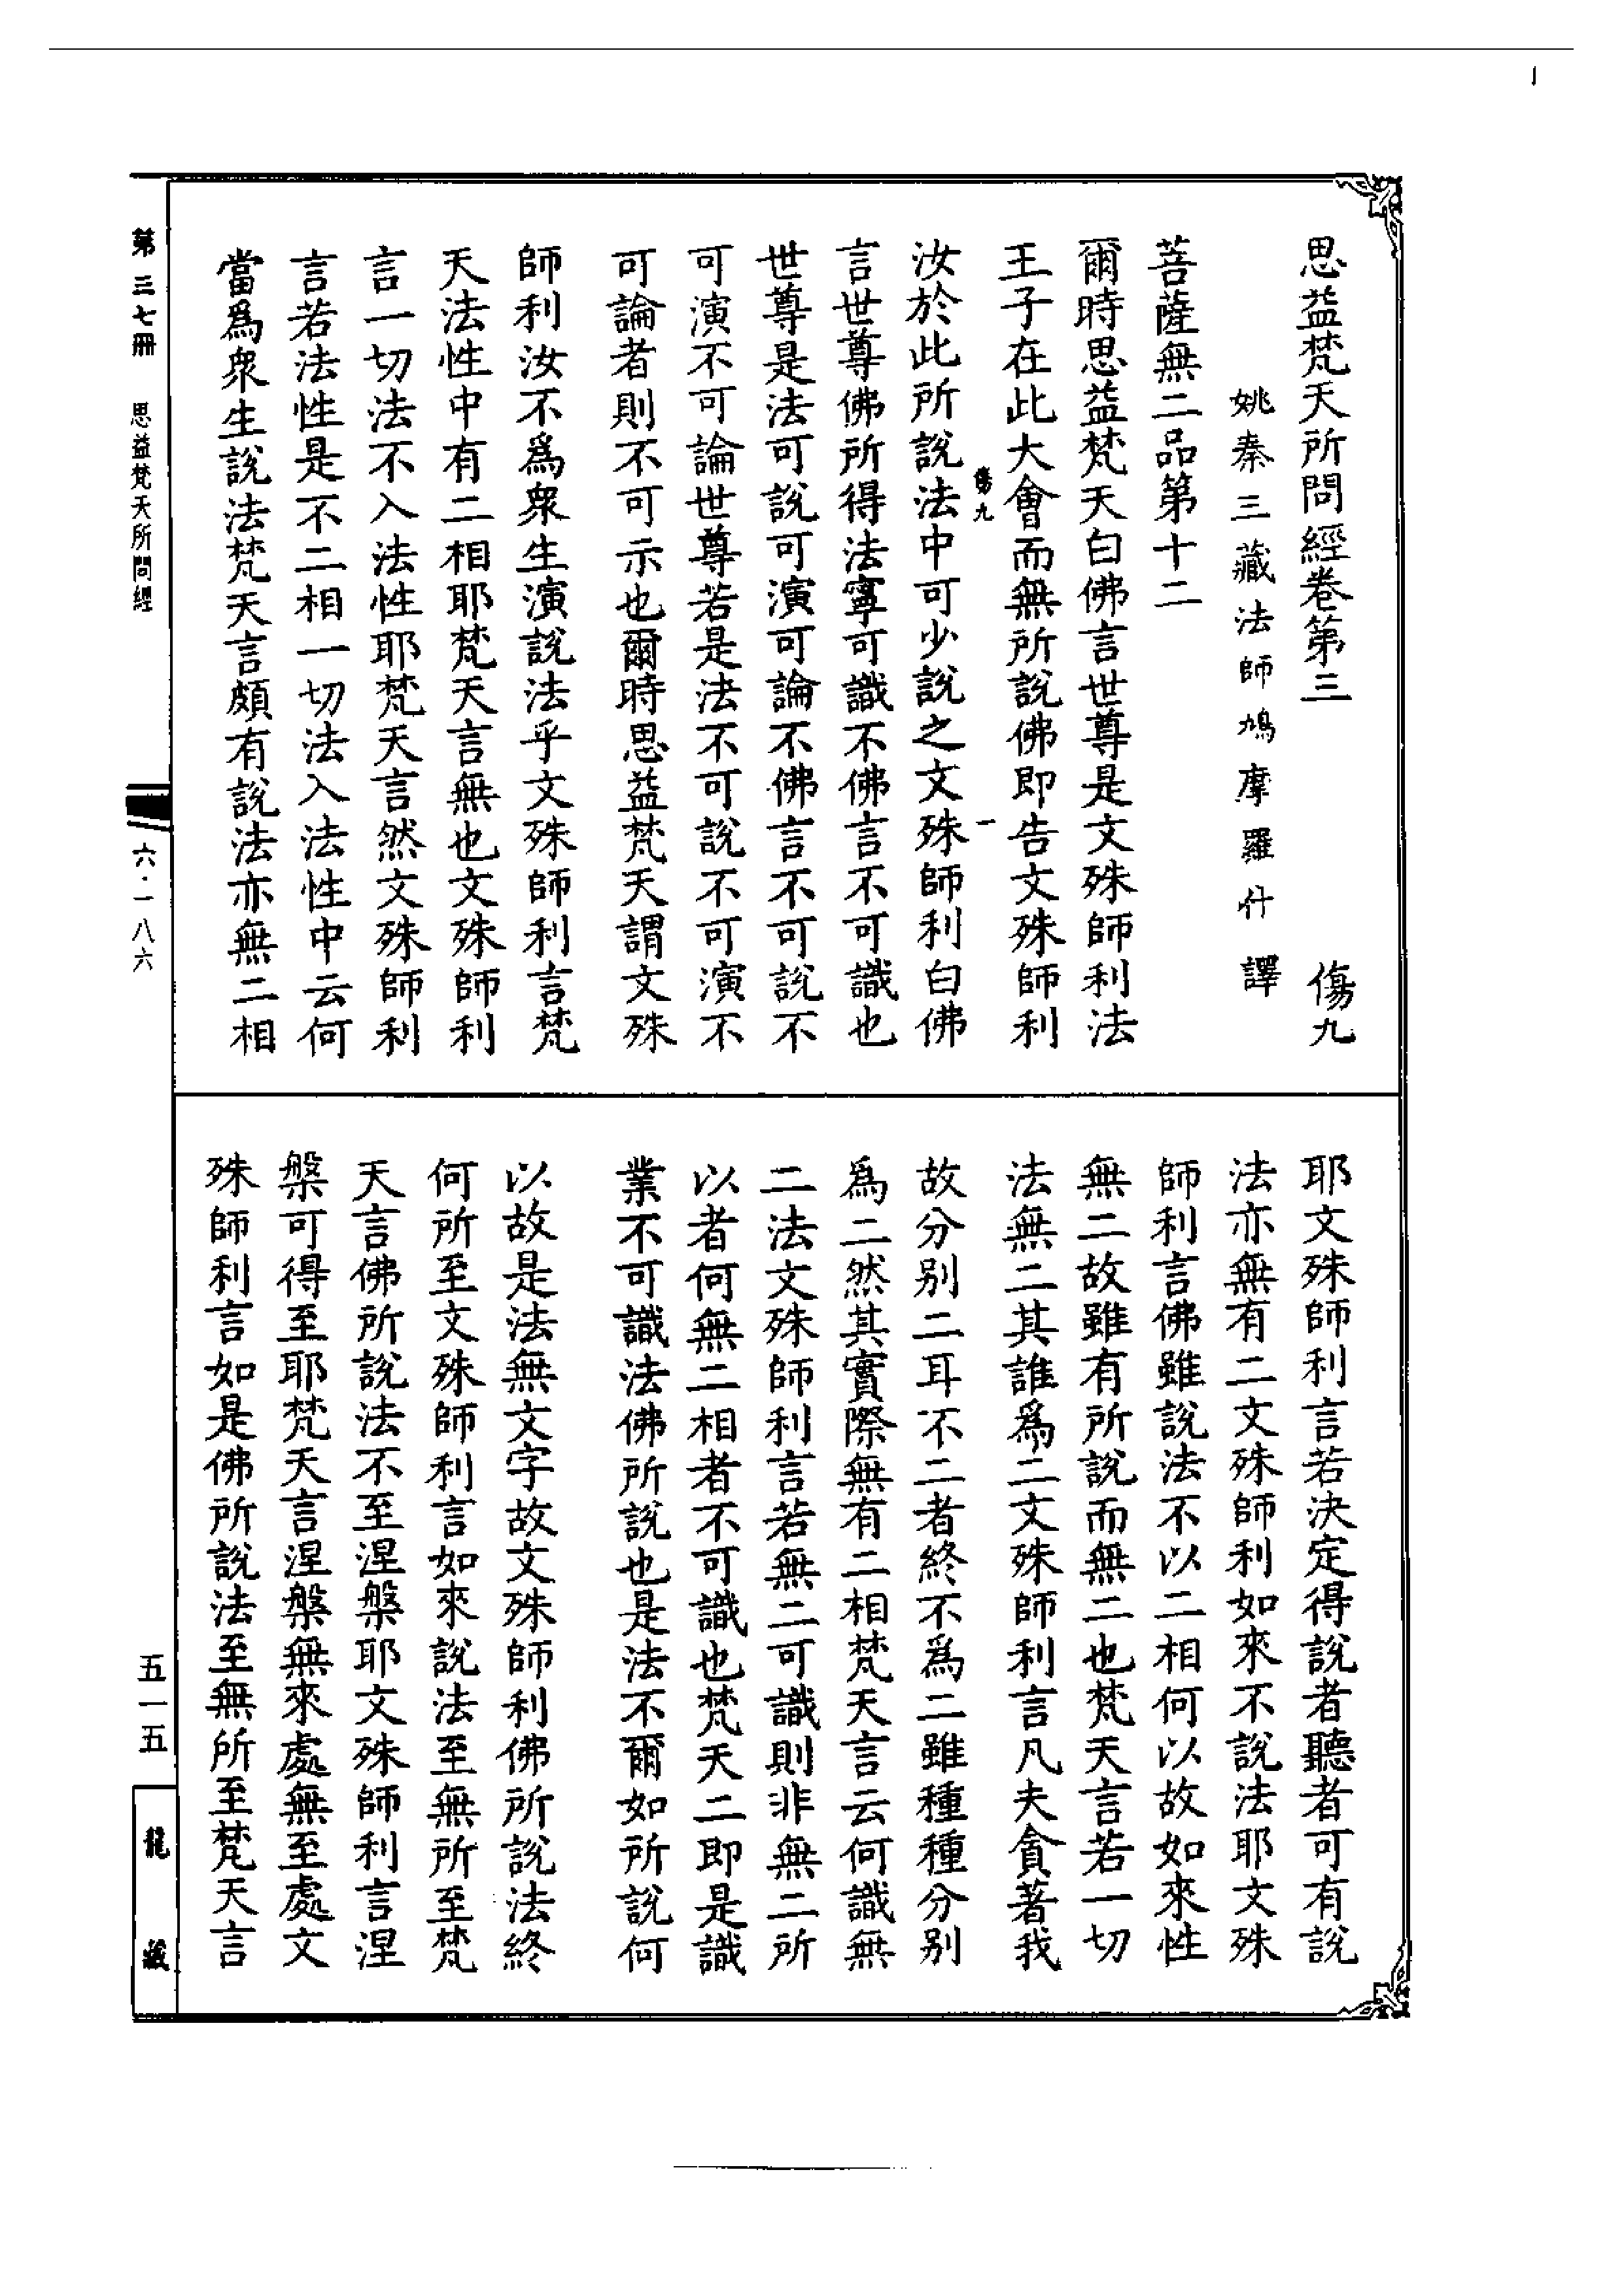 思益梵天所問經卷第三 傷九
姚秦三藏法師鳩摩羅什 譯
菩薩無二品第十二
爾時思益梵天白佛言世尊是文殊師利法
王子在此大會而無所說佛即告文殊師利
傷九 一
汝於此所說法中可少說之文殊師利白佛
言世尊佛所得法寧可識不佛言不可識也
世尊是法可說可演可論不佛言不可說不
可演不可論世尊若是法不可說不可演不
可論者則不可示也爾時思益梵天謂文殊
師利汝不爲衆生演說法乎文殊師利言梵
天法性中有二相耶梵天言無也文殊師利
言一切法不入法性耶梵天言然文殊師利
言若法性是不二相一切法入法性中云何
當爲衆生說法梵天言頗有說法亦無二相
耶文殊師利言若決定得說者聽者可有說
法亦無有二文殊師利如來不說法耶文殊
師利言佛雖說法不以二相何以故如來性
無二故雖有所說而無二也梵天言若一切
法無二其誰爲二文殊師利言凡夫貪著我
故分別二耳不二者終不爲二雖種種分別
爲二然其實際無有二相梵天言云何識無
二法文殊師利言若無二可識則非無二所
以者何無二相者不可識也梵天二即是識
業不可識法佛所說也是法不爾如所說何
以故是法無文字故文殊師利佛所說法終
何所至文殊師利言如來說法至無所至梵
天言佛所說法不至涅槃耶文殊師利言涅
槃可得至耶梵天言涅槃無來處無至處文
殊師利言如是佛所說法至無所至梵天言
第三七冊 思益梵天所問經 六·一八六 五一五 龍藏